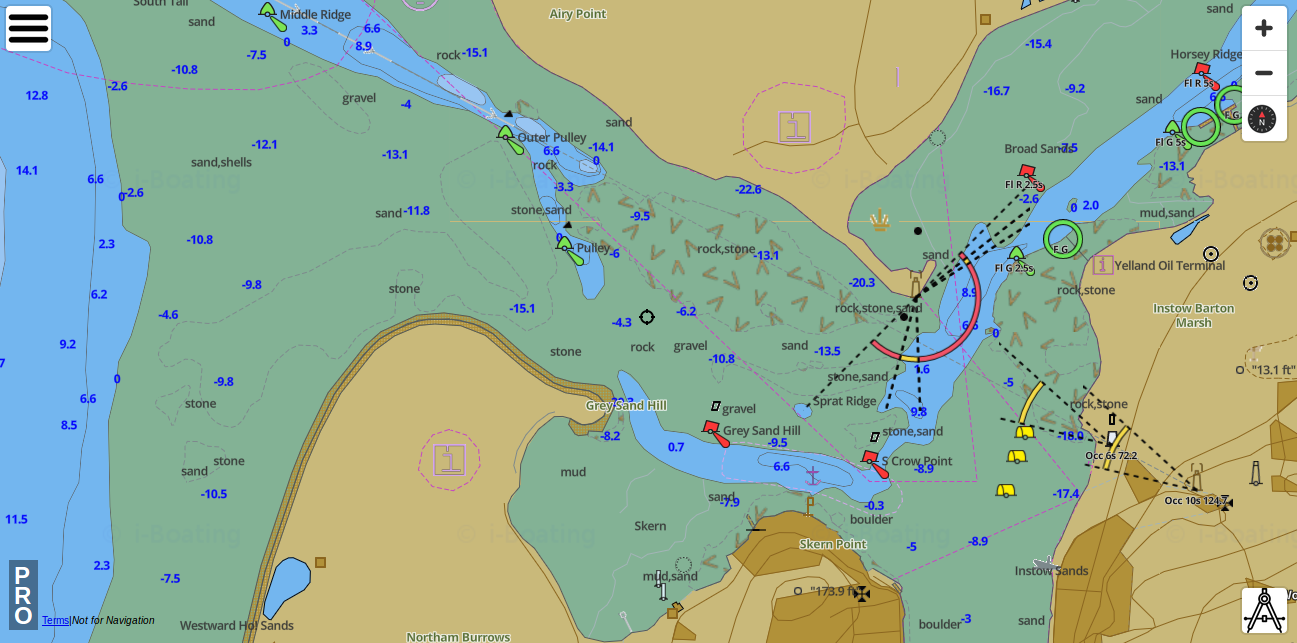 South Tail
sand
Middle Ridge
3.3
6.6
0
8.9
-7.5
rock
-15.1
-10.8
-2.6
12.8
gravel
-4
Airy Point
-15.4
sand
Horsey Ridge
Fl R 5s
-16.7
-9.2
sand
F.G.
N
sand
Outer Pulley
6.6
-14.1
0
rock
-12.1
-13.1
sand,shells
14.1
6.6
-2.6
0
-3.3
-22.6
Broad Sands
-7.5
Fl G 5s
-13.1
Fl R 2.5s
-2.6
0
2.0
mud,sand
© i-Boating
sand
-11.8
stone,sand
-9.5
0
Pulley
-6
rock,stone
-13.1
sand
F.G.
Fl G 2.5s
Yelland Oil Terminal
-10.8
2.3
-9.8
stone
-20.3
8.9
rock,stone
6.2
-4.6
-15.1
-4.3
-6.2
rock,stone,sand
6.6
0
Instow Barton
Marsh
9.2
stone
rock
gravel
-10.8
sand
-13.5
1.6
"13.1 ft"
7
0
-9.8
stone,sand
-5
6.6
stone
Grey Sand Hill
gravel
Sprat Ridge
9.8
rock,stone
8.5
-8.2
0.7
Grey Sand Hill
-9.5
stone,sand
-18.0
Occ 6s 72.2
stone
sand
mud
6.6
S Crow Point
-8.9
-10.5
sand
-7.9
-0.3
-17.4
Occ 10s 124.7
11.5
Skern
boulder
© i-Boating
Skern Point
-5
-8.9
2.3
-7.5
mud,sand
"173.9 ft"
Instow Sands
PRO
Terms|Not for Navigation
Westward Ho! Sands
Northam Burrows
boulder
-3
sand